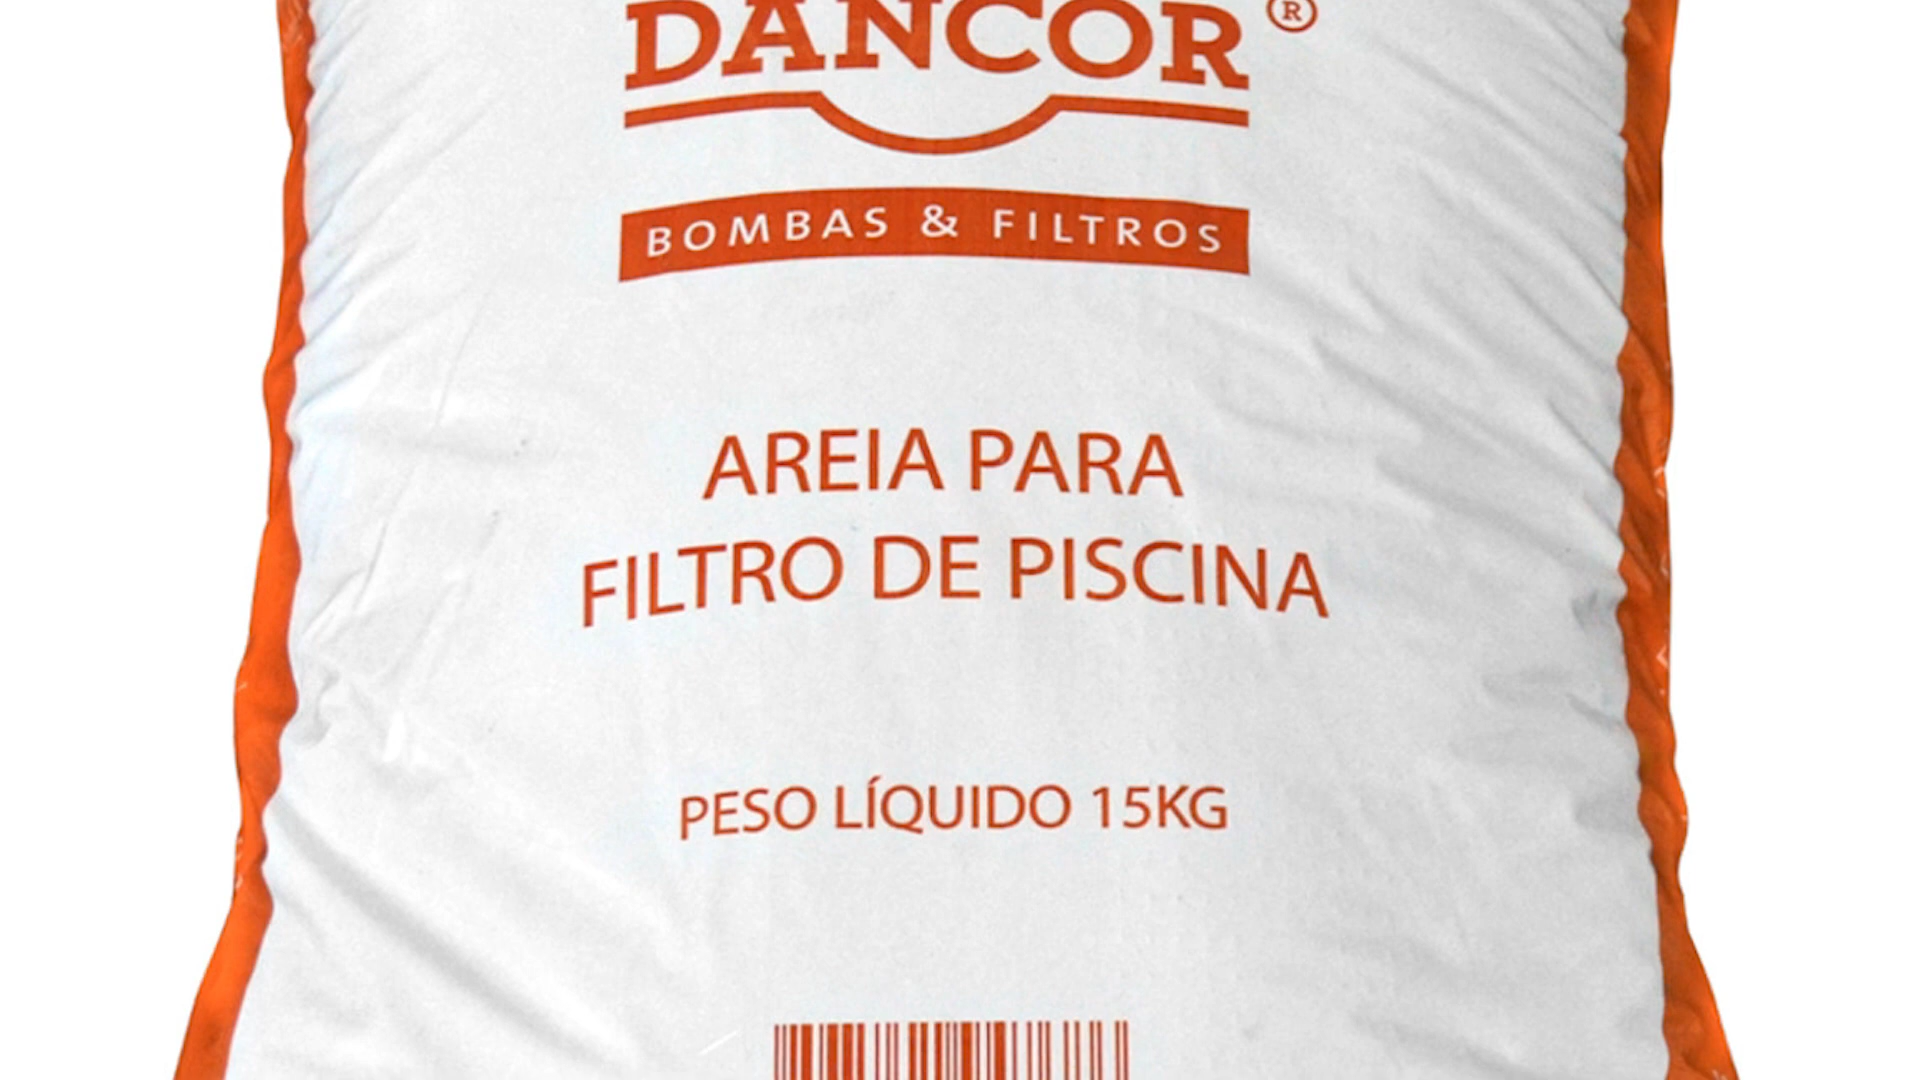 DANCOR ®
BOMBAS & FILTROS
AREIA PARA
FILTRO DE PISCINA
PESO LÍQUIDO 15KG